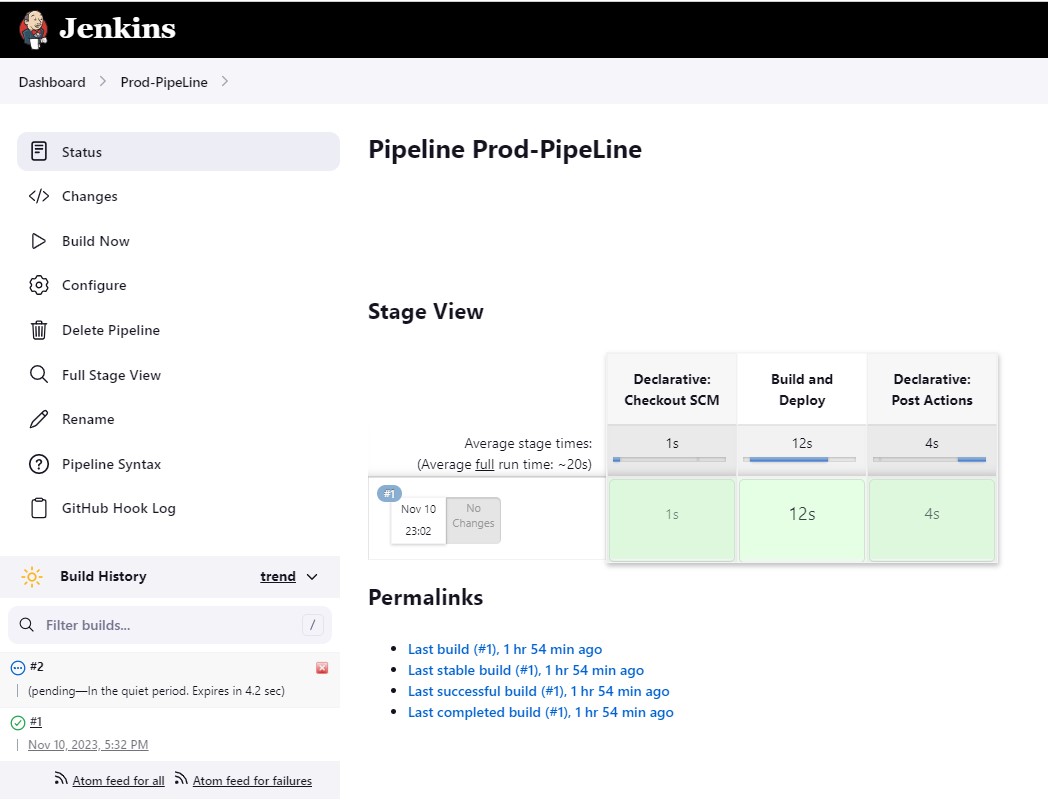 Jenkins
Dashboard
Prod-PipeLine
Status
Changes
Build Now
Configure
Delete Pipeline
Full Stage View
Rename
Pipeline Syntax
GitHub Hook Log
Build History
trend
Filter builds...
/
#2
(pending—In the quiet period. Expires in 4.2 sec)
#1
Nov 10, 2023, 5:32 PM
Atom feed for all
Atom feed for failures
Pipeline Prod-PipeLine
Stage View
Declarative:
Checkout SCM
Build and
Deploy
Declarative:
Post Actions
Average stage times:
(Average full run time: ~20s)
1s
12s
4s
#1
Nov 10
23:02
No
Changes
1s
12s
4s
Permalinks
Last build (#1), 1 hr 54 min ago
Last stable build (#1), 1 hr 54 min ago
Last successful build (#1), 1 hr 54 min ago
Last completed build (#1), 1 hr 54 min ago